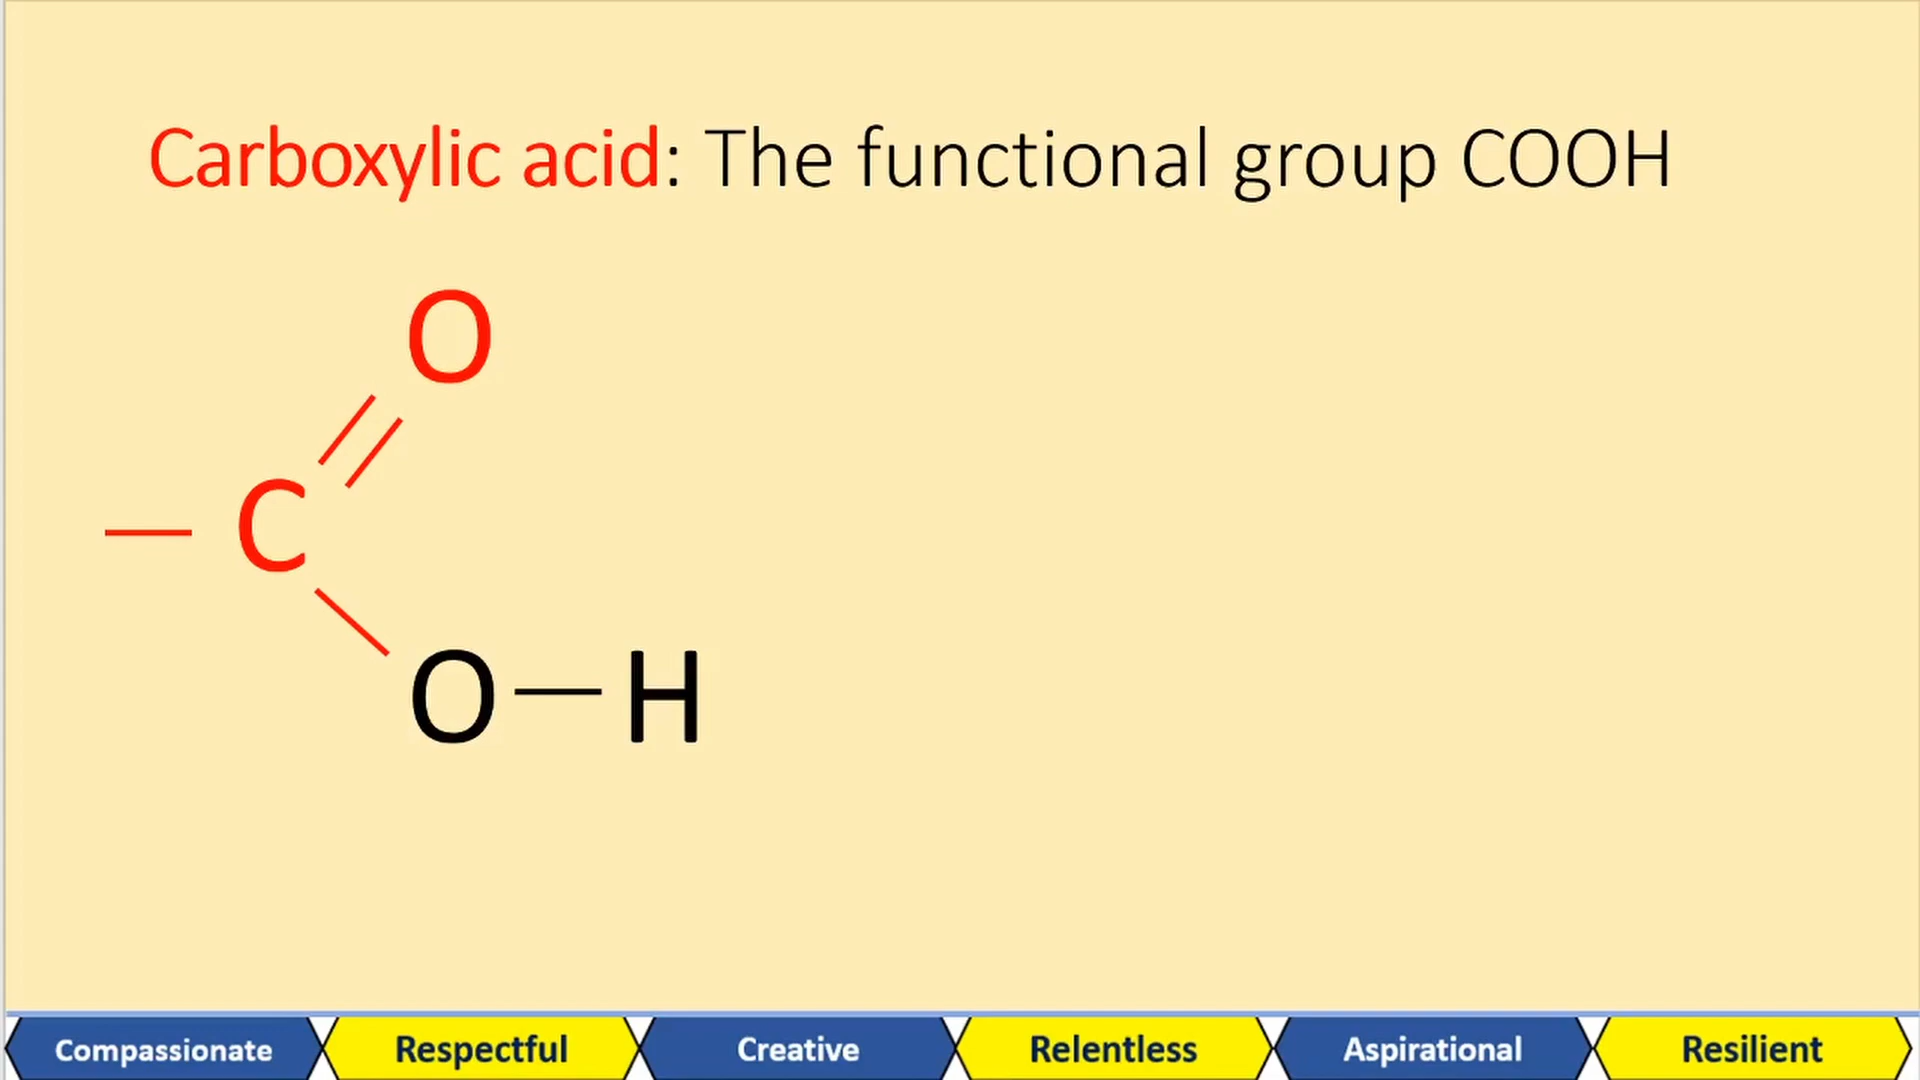 Carboxylic acid: The functional group COOH
O
C
O H
Compassionate Respectful Creative Relentless Aspirational Resilient